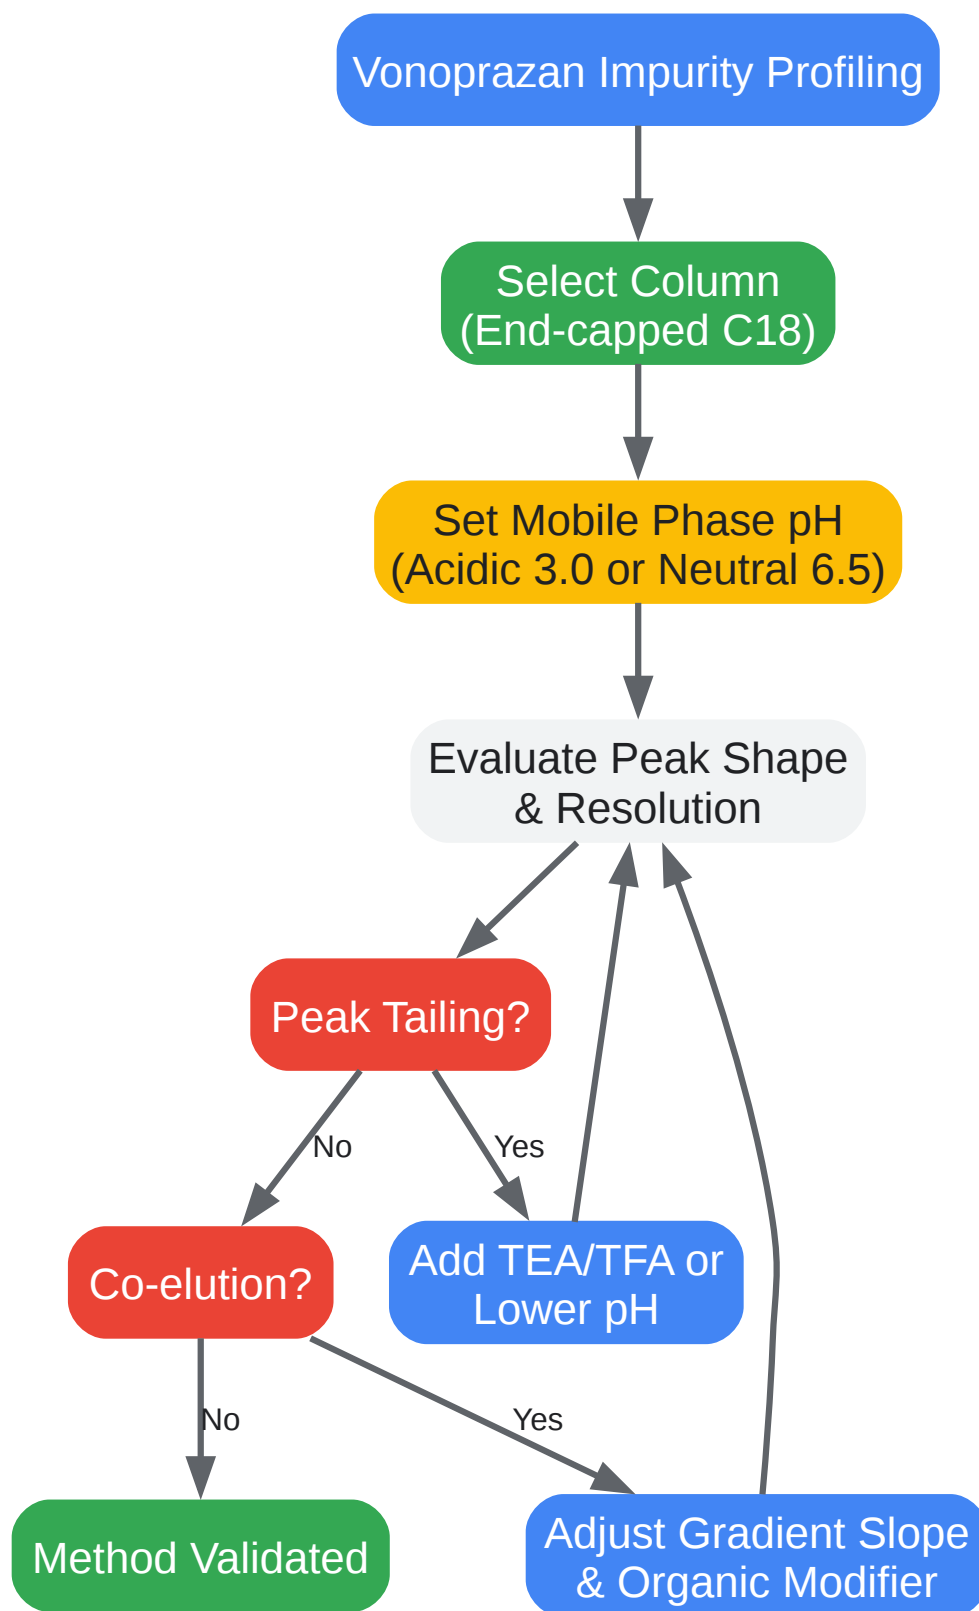 Vonoprazan Impurity Profiling
Select Column
(End-capped C18)
Set Mobile Phase pH
(Acidic 3.0 or Neutral 6.5)
Evaluate Peak Shape
& Resolution
Peak Tailing?
No
Yes
Co-elution?
Add TEA/TFA or
Lower pH
No
Yes
Method Validated
Adjust Gradient Slope
& Organic Modifier